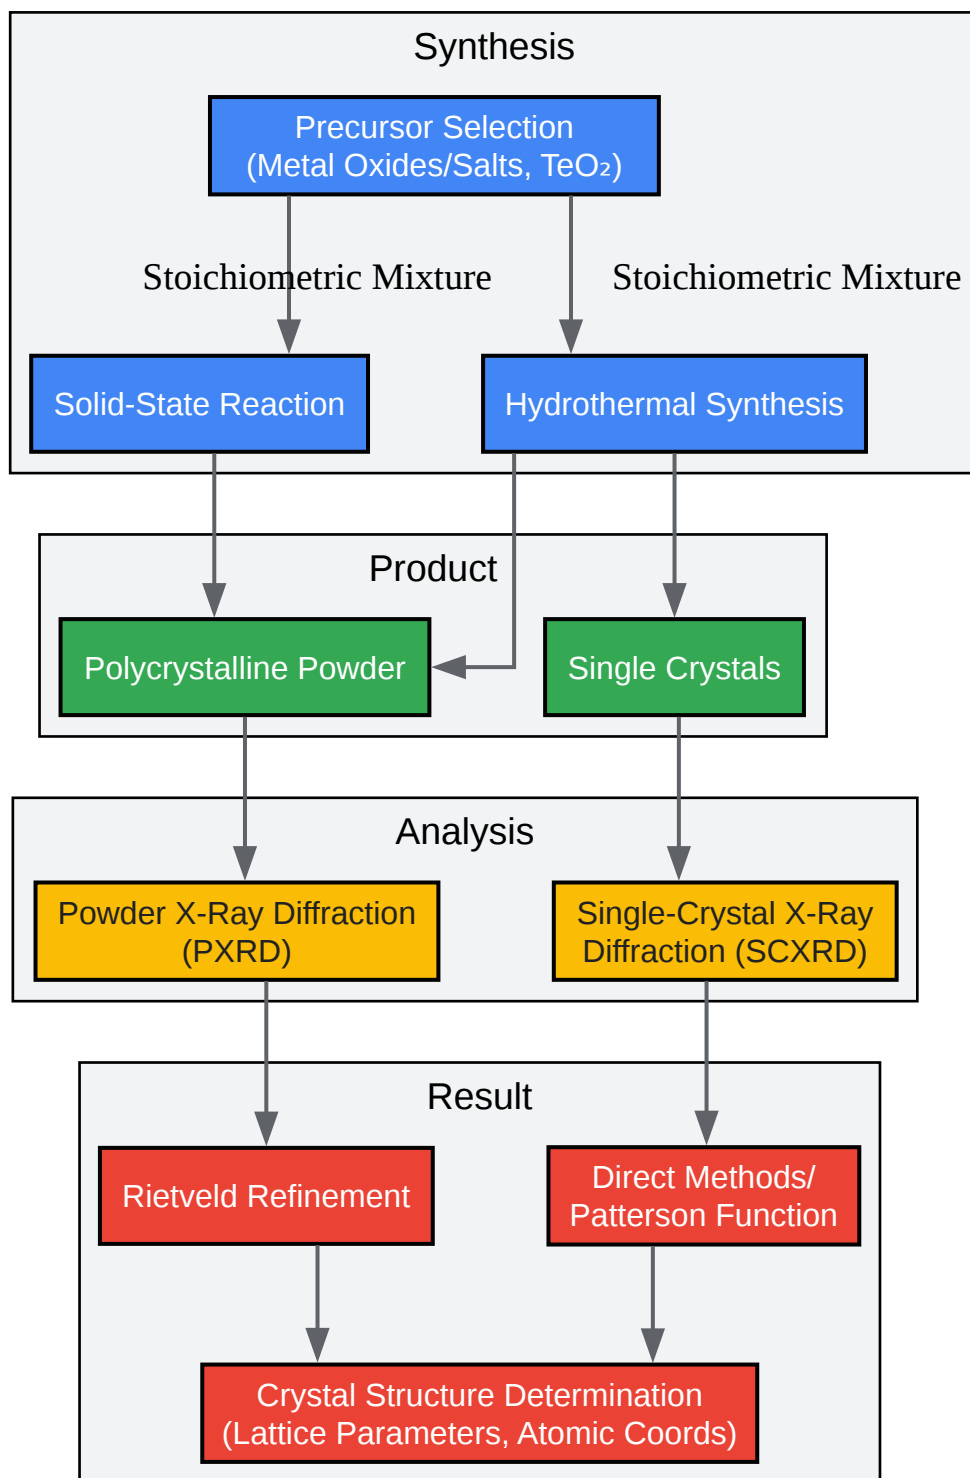 Synthesis
Precursor Selection
(Metal Oxides/Salts, TeO₂)
Stoichiometric Mixture
Stoichiometric Mixture
Solid-State Reaction
Hydrothermal Synthesis
Product
Polycrystalline Powder
Single Crystals
Analysis
Powder X-Ray Diffraction
(PXRD)
Single-Crystal X-Ray
Diffraction (SCXRD)
Result
Rietveld Refinement
Direct Methods/
Patterson Function
Crystal Structure Determination
(Lattice Parameters, Atomic Coords)